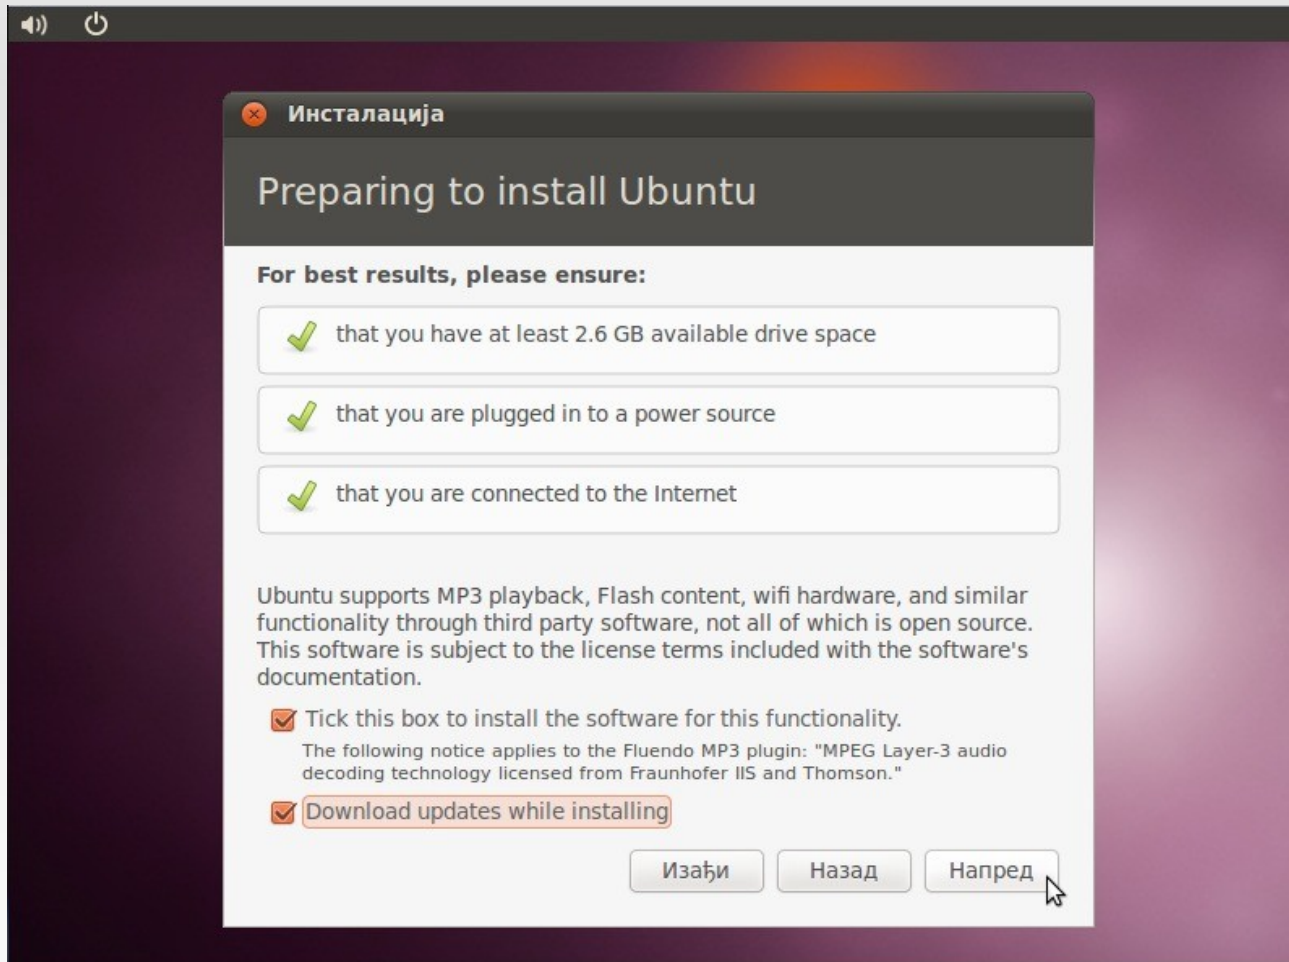 Инсталација
Preparing to install Ubuntu
For best results, please ensure:
that you have at least 2.6 GB available drive space
that you are plugged in to a power source
that you are connected to the Internet
Ubuntu supports MP3 playback, Flash content, wifi hardware, and similar
functionality through third party software, not all of which is open source.
This software is subject to the license terms included with the software's
documentation.
Tick this box to install the software for this functionality.
The following notice applies to the Fluendo MP3 plugin: "MPEG Layer-3 audio
decoding technology licensed from Fraunhofer IIS and Thomson."
Download updates while installing
Изађи Назад Напред